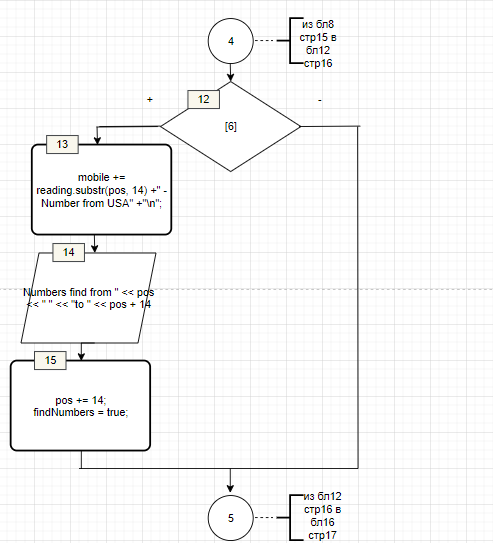 4
из бл8
стр15 в
бл12
стр16
12
+
-
[6]
13
mobile +=
reading.substr(pos, 14) +" -
Number from USA" +"\n";
14
Numbers find from " << pos
<< " " << "to " << pos + 14
15
pos += 14;
findNumbers = true;
5
из бл12
стр16 в
бл16
стр17